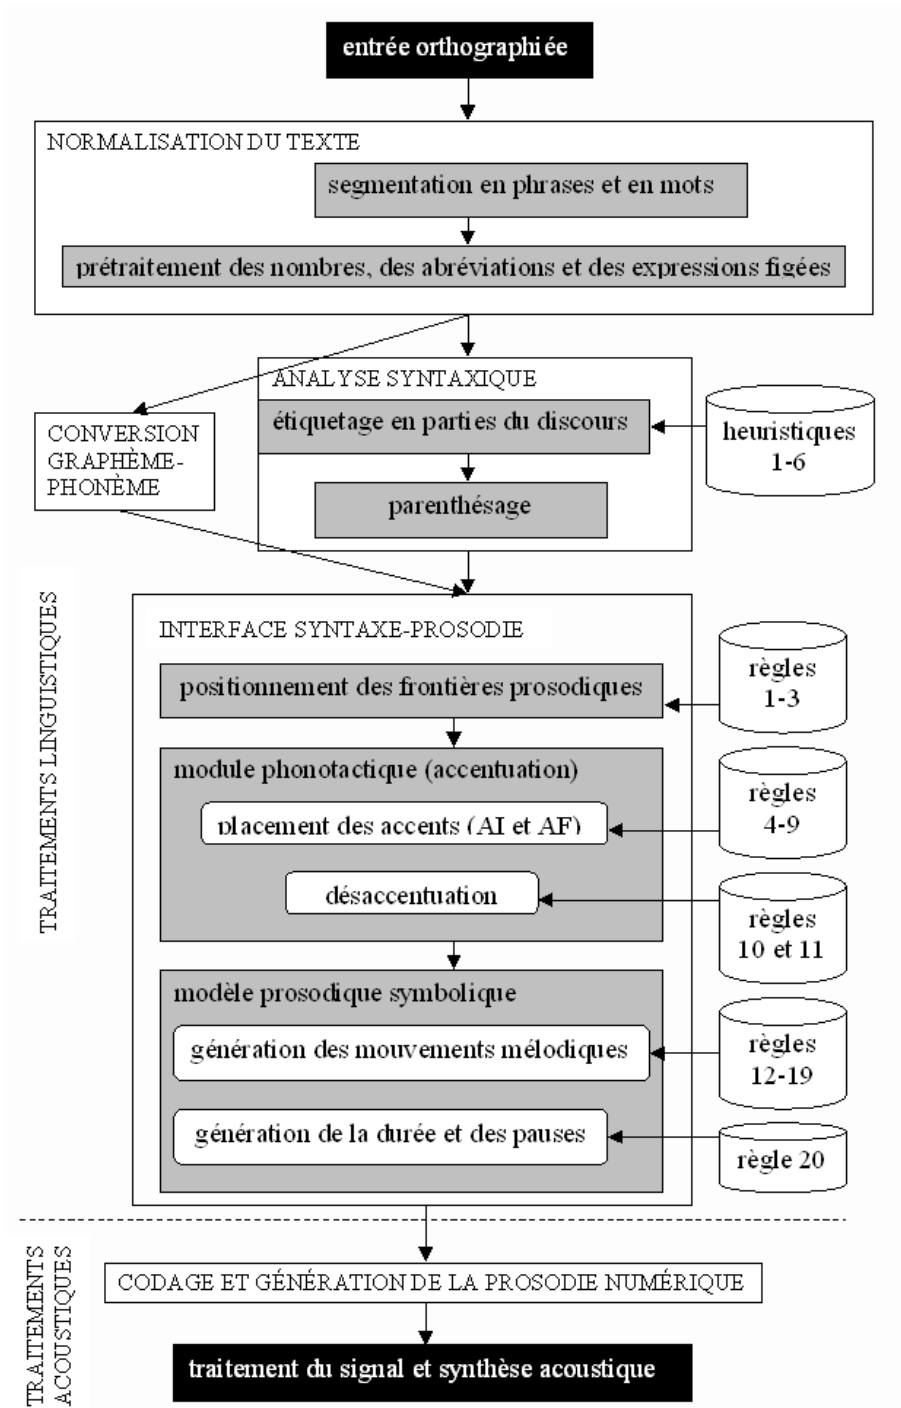 entrée orthographiée
NORMALISATION DU TEXTE
segmentation en phrases et en mots
prétraitement des nombres, des abréviations et des expressions figées
ANALYSE SYNTAXIQUE
étiquetage en parties du discours
heuristiques
1-6
CONVERSION
GRAPHÈME-
PHONÈME
parenthésage
TRAITEMENTS LINGUISTIQUES
INTERFACE SYNTAXE-PROSODIE
positionnement des frontières prosodiques
règles
1-3
module phonotactique (accentuation)
placement des accents (AI et AF)
règles
4-9
désaccentuation
règles
10 et 11
modèle prosodique symbolique
génération des mouvements mélodiques
règles
12-19
génération de la durée et des pauses
règle 20
TRAITEMENTS
ACOUSTIQUES
CODAGE ET GÉNÉRATION DE LA PROSODIE NUMÉRIQUE
traitement du signal et synthèse acoustique